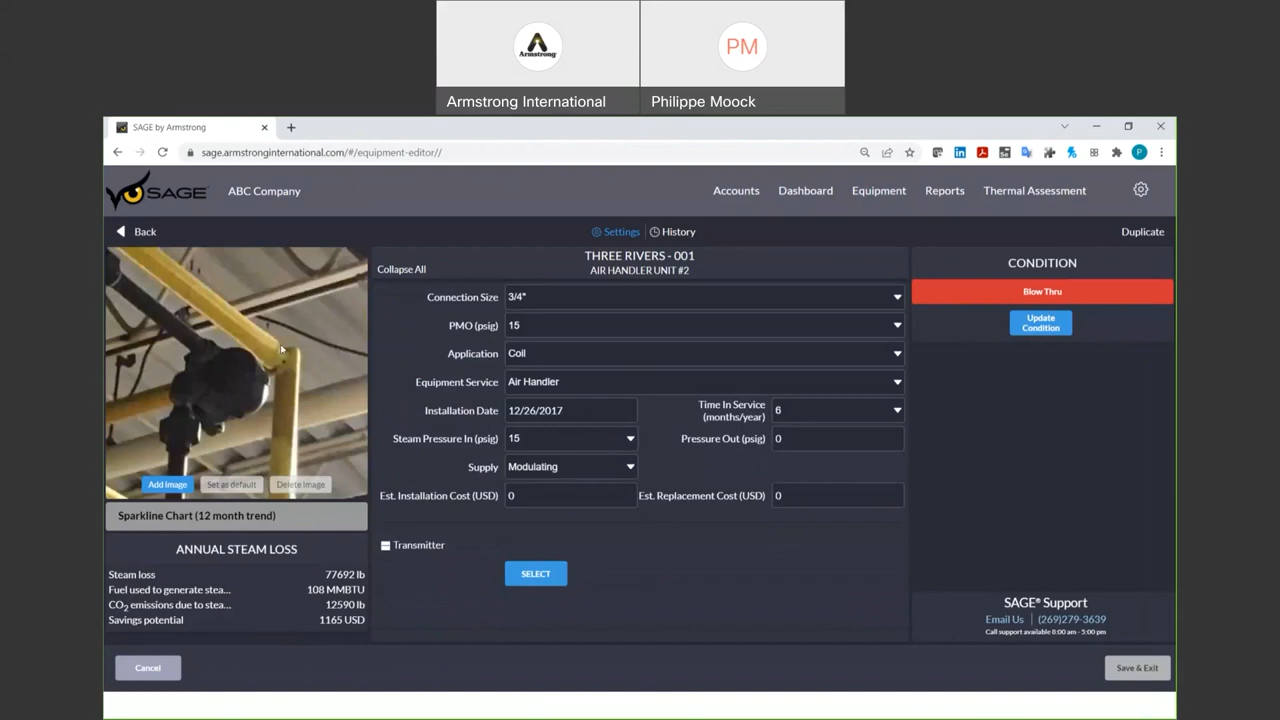 Armstrong
PM
Armstrong International
Philippe Moock
SAGE by Armstrong
sage.armstronginternational.com/#/equipment-editor//
P
SAGE
ABC Company
Accounts
Dashboard
Equipment
Reports
Thermal Assessment
Back
Settings
History
Duplicate
THREE RIVERS - 001
AIR HANDLER UNIT #2
Collapse All
Connection Size 3/4"
PMO (psig) 15
Application Coil
Equipment Service Air Handler
Installation Date 12/26/2017
Time In Service
(months/year) 6
Steam Pressure In (psig) 15
Pressure Out (psig) 0
Supply Modulating
Est. Installation Cost (USD) 0
Est. Replacement Cost (USD) 0
Transmitter
SELECT
Add image
Set as default
Delete image
Sparkline Chart (12 month trend)
ANNUAL STEAM LOSS
Steam loss 77692 lb
Fuel used to generate stea... 108 MMBTU
CO2 emissions due to stea... 12590 lb
Savings potential 1165 USD
CONDITION
Blow Thru
Update
Condition
SAGE® Support
Email Us | (269)279-3639
Call support available 8:00 am - 5:00 pm
Cancel
Save & Exit